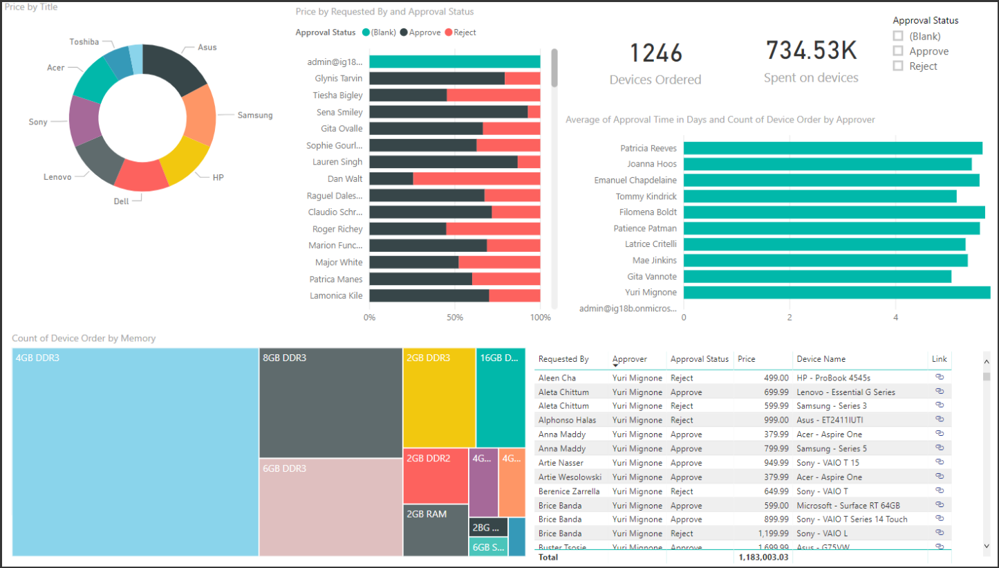 Price by Title
Toshiba
Asus
Acer
Samsung
Sony
Lenovo
HP
Dell
Price by Requested By and Approval Status
Approval Status (Blank) Approve Reject
admin@ig18...
Glynis Tarvin
Tiesha Bigley
Sena Smiley
Gita Ovalle
Sophie Gourl...
Lauren Singh
Dan Walt
Raguel Dales...
Claudio Schr...
Roger Richey
Marion Func...
Major White
Patrica Manes
Lamonica Kile
0% 50% 100%
1246
Devices Ordered
734.53K
Spent on devices
Approval Status
(Blank)
Approve
Reject
Average of Approval Time in Days and Count of Device Order by Approver
Patricia Reeves
Joanna Hoos
Emanuel Chapdelaine
Tommy Kindrick
Filomena Boldt
Patience Patman
Latrice Critelli
Mae Jinkins
Gita Vannote
Yuri Mignone
admin@ig18b.onmicros...
0 2 4
Count of Device Order by Memory
4GB DDR3
8GB DDR3
6GB DDR3
2GB DDR3
16GB D...
2GB DDR2
2GB RAM
4G...
4G...
2BG ...
6GB S...
Requested By Approver Approval Status Price Device Name Link
Aleen Cha Yuri Mignone Reject 499.00 HP - ProBook 4545s
Aleta Chittum Yuri Mignone Approve 699.99 Lenovo - Essential G Series
Aleta Chittum Yuri Mignone Reject 599.99 Samsung - Series 3
Alphonso Halas Yuri Mignone Reject 999.00 Asus - ET2411IUTI
Anna Maddy Yuri Mignone Approve 379.99 Acer - Aspire One
Anna Maddy Yuri Mignone Approve 799.99 Samsung - Series 5
Artie Nasser Yuri Mignone Approve 949.99 Sony - VAIO T 15
Artie Wesolowski Yuri Mignone Approve 379.99 Acer - Aspire One
Berenice Zarrella Yuri Mignone Reject 649.99 Sony - VAIO T
Brice Banda Yuri Mignone Approve 599.00 Microsoft - Surface RT 64GB
Brice Banda Yuri Mignone Approve 899.99 Sony - VAIO T Series 14 Touch
Brice Banda Yuri Mignone Reject 1,199.99 Sony - VAIO L
Buster Tsosie Yuri Mignone Approve 1,699.99 Asus - G75VW
Total 1,183,003.03